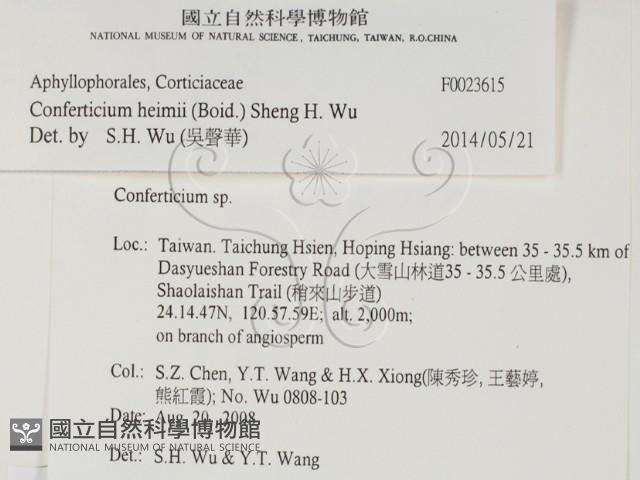 國立自然科學博物館
NATIONAL MUSEUM OF NATURAL SCIENCE, TAICHUNG, TAIWAN, R.O.CHINA
Aphyllophorales, Corticiaceae F0023615
Conferticium heimii (Boid.) Sheng H. Wu
Det. by S.H. Wu (吳聲華) 2014/05/21
Conferticium sp.
Loc.: Taiwan. Taichung Hsien, Hoping Hsiang: between 35 - 35.5 km of
Dasyueshan Forestry Road (大雪山林道35 - 35.5 公里處),
Shaolaishan Trail (稍來山步道)
24.14.47N, 120.57.59E; alt. 2,000m;
on branch of angiosperm
Col.: S.Z. Chen, Y.T. Wang & H.X. Xiong(陳秀珍, 王藝婷,
熊紅霞); No. Wu 0808-103
Date: Aug. 20, 2008
國立自然科學博物館
NATIONAL MUSEUM OF NATURAL SCIENCE
Det.: S.H. Wu & Y.T. Wang